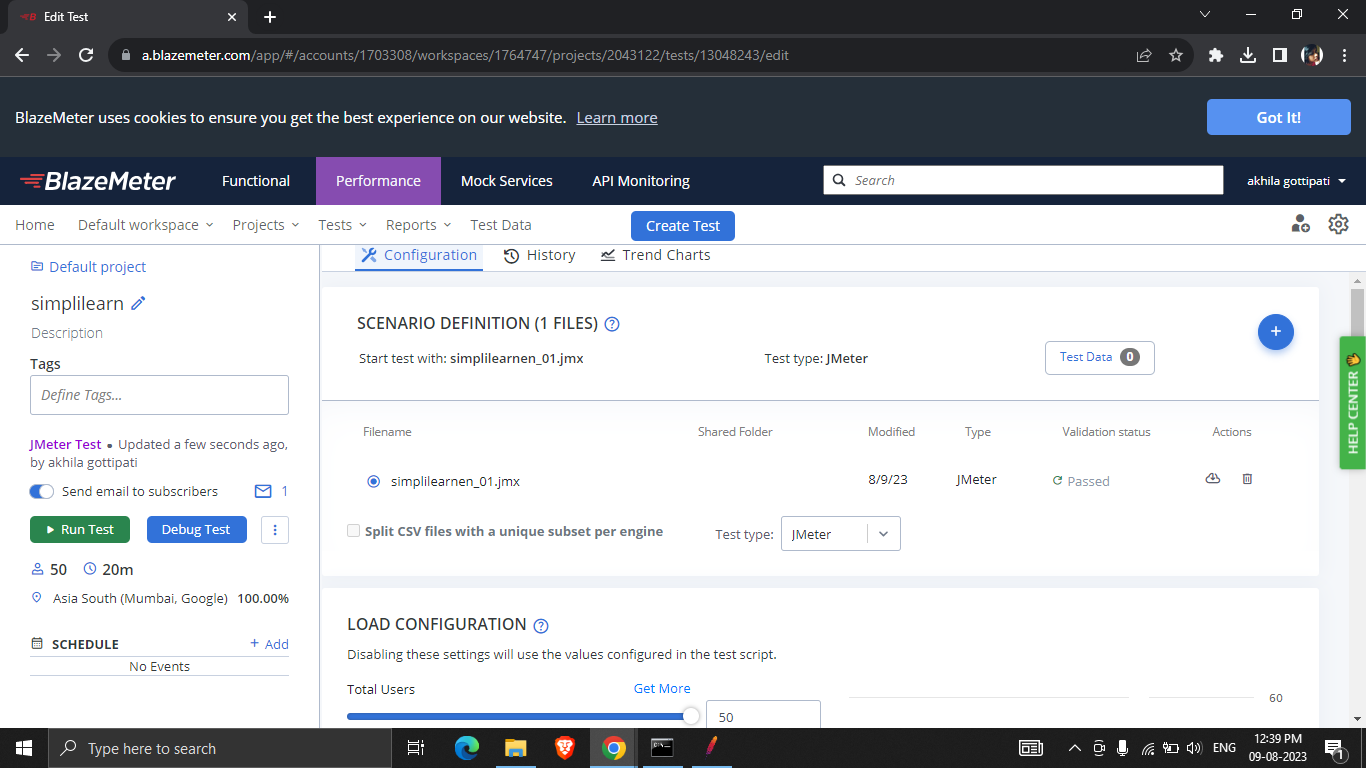 Edit Test
a.blazemeter.com/app/#/accounts/1703308/workspaces/1764747/projects/2043122/tests/13048243/edit
BlazeMeter uses cookies to ensure you get the best experience on our website. Learn more
Got It!
BlazeMeter
Functional
Performance
Mock Services
API Monitoring
Search
akhila gottipati
Home
Default workspace
Projects
Tests
Reports
Test Data
Create Test
Default project
simplilearn
Description
Tags
Define Tags...
JMeter Test • Updated a few seconds ago,
by akhila gottipati
Send email to subscribers
1
Run Test
Debug Test
50
20m
Asia South (Mumbai, Google) 100.00%
SCHEDULE
+ Add
No Events
Configuration
History
Trend Charts
SCENARIO DEFINITION (1 FILES)
Start test with: simplilearnen_01.jmx
Test type: JMeter
Test Data 0
Filename
Shared Folder
Modified
Type
Validation status
Actions
simplilearnen_01.jmx
8/9/23
JMeter
Passed
Split CSV files with a unique subset per engine
Test type:
JMeter
LOAD CONFIGURATION
Disabling these settings will use the values configured in the test script.
Total Users
Get More
50
60
HELP CENTER
Type here to search
ENG
12:39 PM
09-08-2023
1